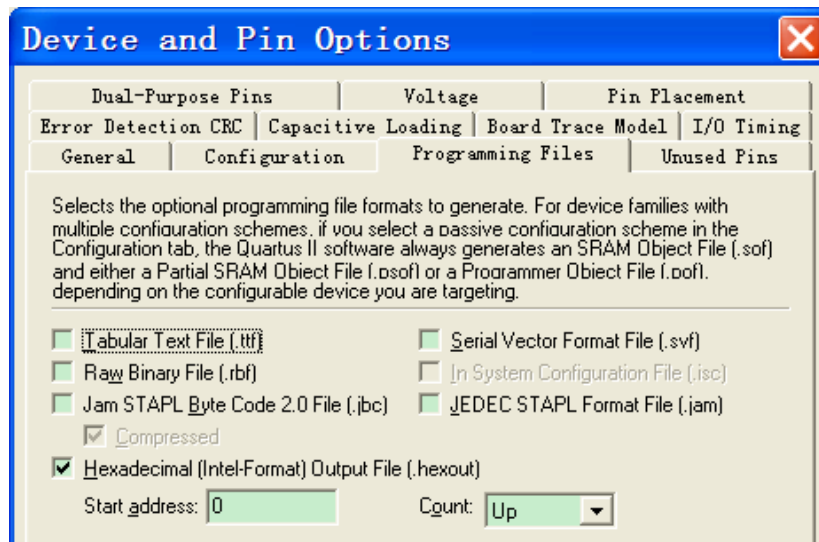 Device and Pin Options
Dual-Purpose Pins Voltage Pin Placement
Error Detection CRC Capacitive Loading Board Trace Model I/O Timing
General Configuration Programming Files Unused Pins
Selects the optional programming file formats to generate. For device families with
multiple configuration schemes, if you select a passive configuration scheme in the
Configuration tab, the Quartus II software always generates an SRAM Object File (.sof)
and either a Partial SRAM Object File (.psof) or a Programmer Object File (.pof),
depending on the configurable device you are targeting.
Tabular Text File (.ttf) Serial Vector Format File (.svf)
Raw Binary File (.rbf) In System Configuration File (.isc)
Jam STAPL Byte Code 2.0 File (.jbc) JEDEC STAPL Format File (.jam)
Compressed
Hexadecimal (Intel-Format) Output File (.hexout)
Start address: 0 Count: Up